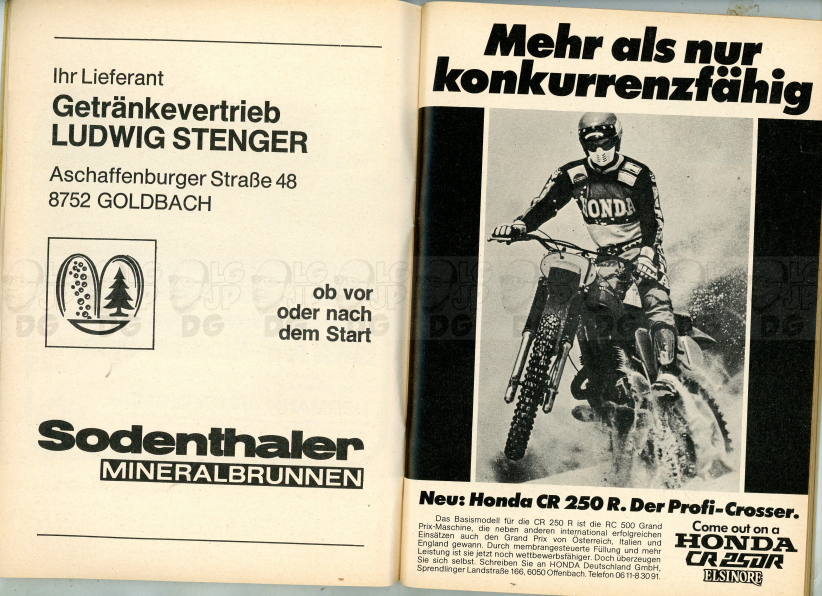 Ihr Lieferant
Getränkevertrieb
LUDWIG STENGER
Aschaffenburger Straße 48
8752 GOLDBACH
ob vor
oder nach
dem Start
Sodenthaler
MINERALBRUNNEN
Mehr als nur
konkurrenzfähig
HONDA
Neu: Honda CR 250 R. Der Profi-Crosser.
Das Basismodell für die CR 250 R ist die RC 500 Grand
Prix-Maschine, die neben anderen international erfolgreichen
Einsätzen auch den Grand Prix von Österreich, Italien und
England gewann. Durch membrangesteuerte Füllung und mehr
Leistung ist sie jetzt noch wettbewerbsfähiger. Doch überzeugen
Sie sich selbst. Schreiben Sie an HONDA Deutschland GmbH,
Sprendlinger Landstraße 166, 6050 Offenbach. Telefon 06 11-8 30 91.
Come out on a
HONDA
CR 250R
ELSINORE